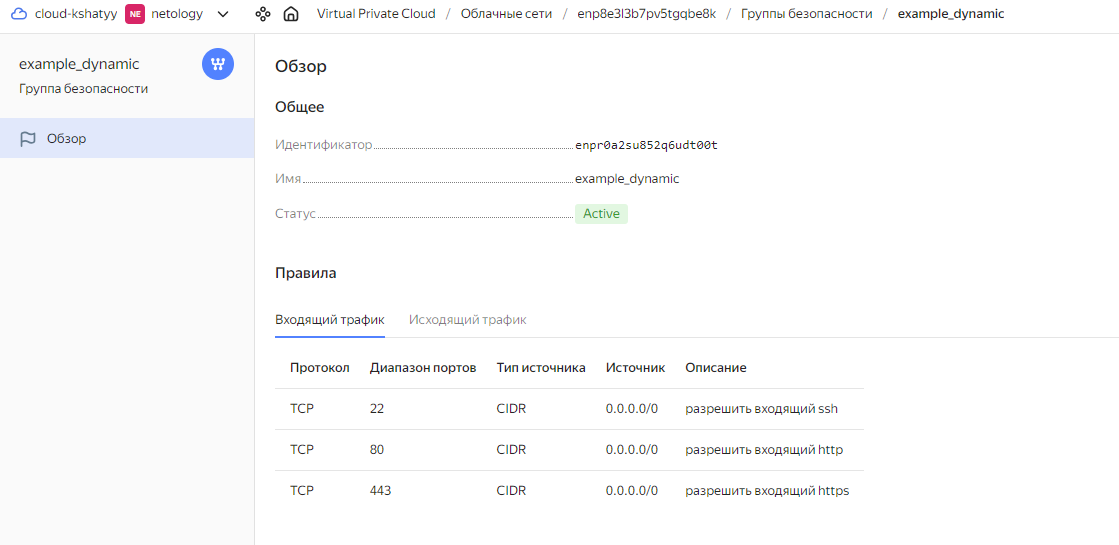 cloud-kshatyy NE netology Virtual Private Cloud / Облачные сети / enp8e3l3b7pv5tgqbe8k / Группы безопасности / example_dynamic
example_dynamic
Группа безопасности
Обзор
Обзор
Общее
Идентификатор enpr0a2su852q6udt00t
Имя example_dynamic
Статус Active
Правила
Входящий трафик Исходящий трафик
Протокол Диапазон портов Тип источника Источник Описание
TCP 22 CIDR 0.0.0.0/0 разрешить входящий ssh
TCP 80 CIDR 0.0.0.0/0 разрешить входящий http
TCP 443 CIDR 0.0.0.0/0 разрешить входящий https